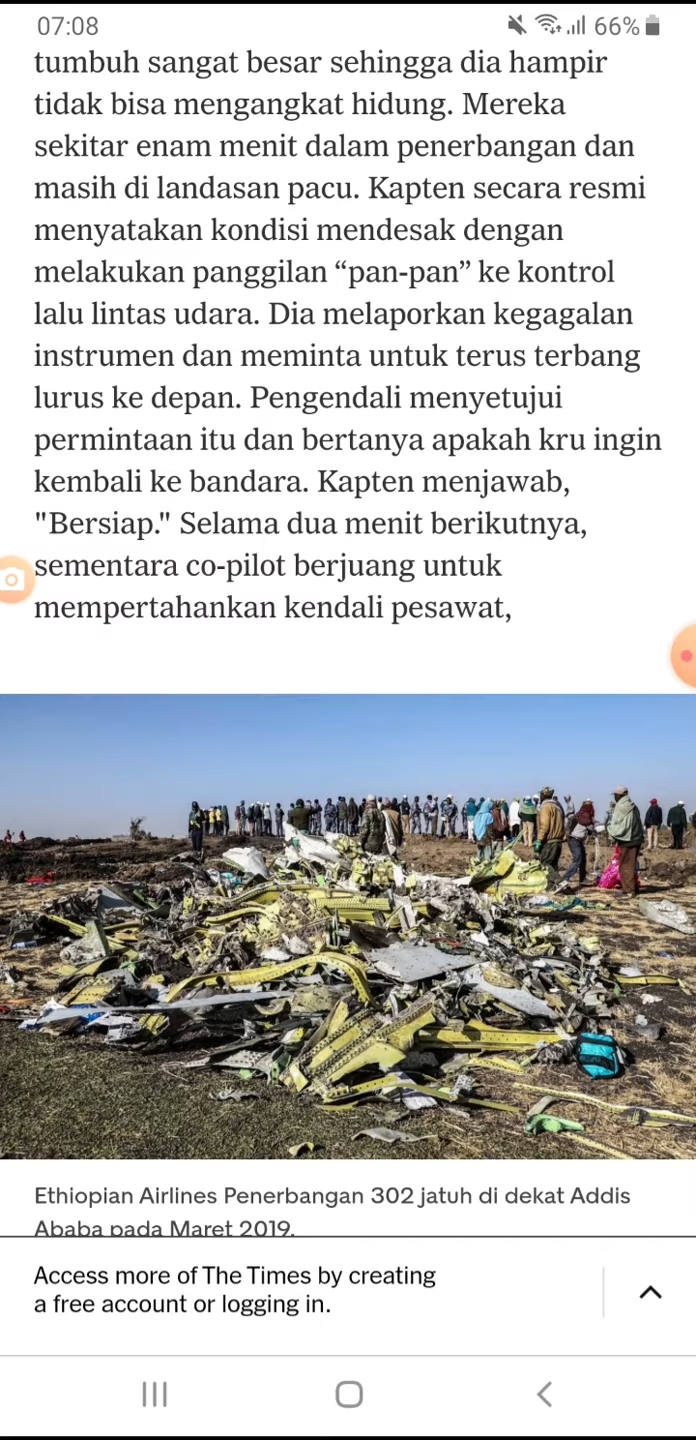 07:08
66%
tumbuh sangat besar sehingga dia hampir
tidak bisa mengangkat hidung. Mereka
sekitar enam menit dalam penerbangan dan
masih di landasan pacu. Kapten secara resmi
menyatakan kondisi mendesak dengan
melakukan panggilan “pan-pan” ke kontrol
lalu lintas udara. Dia melaporkan kegagalan
instrumen dan meminta untuk terus terbang
lurus ke depan. Pengendali menyetujui
permintaan itu dan bertanya apakah kru ingin
kembali ke bandara. Kapten menjawab,
"Bersiap." Selama dua menit berikutnya,
sementara co-pilot berjuang untuk
mempertahankan kendali pesawat,
Ethiopian Airlines Penerbangan 302 jatuh di dekat Addis
Ababa pada Maret 2019.
Access more of The Times by creating
a free account or logging in.